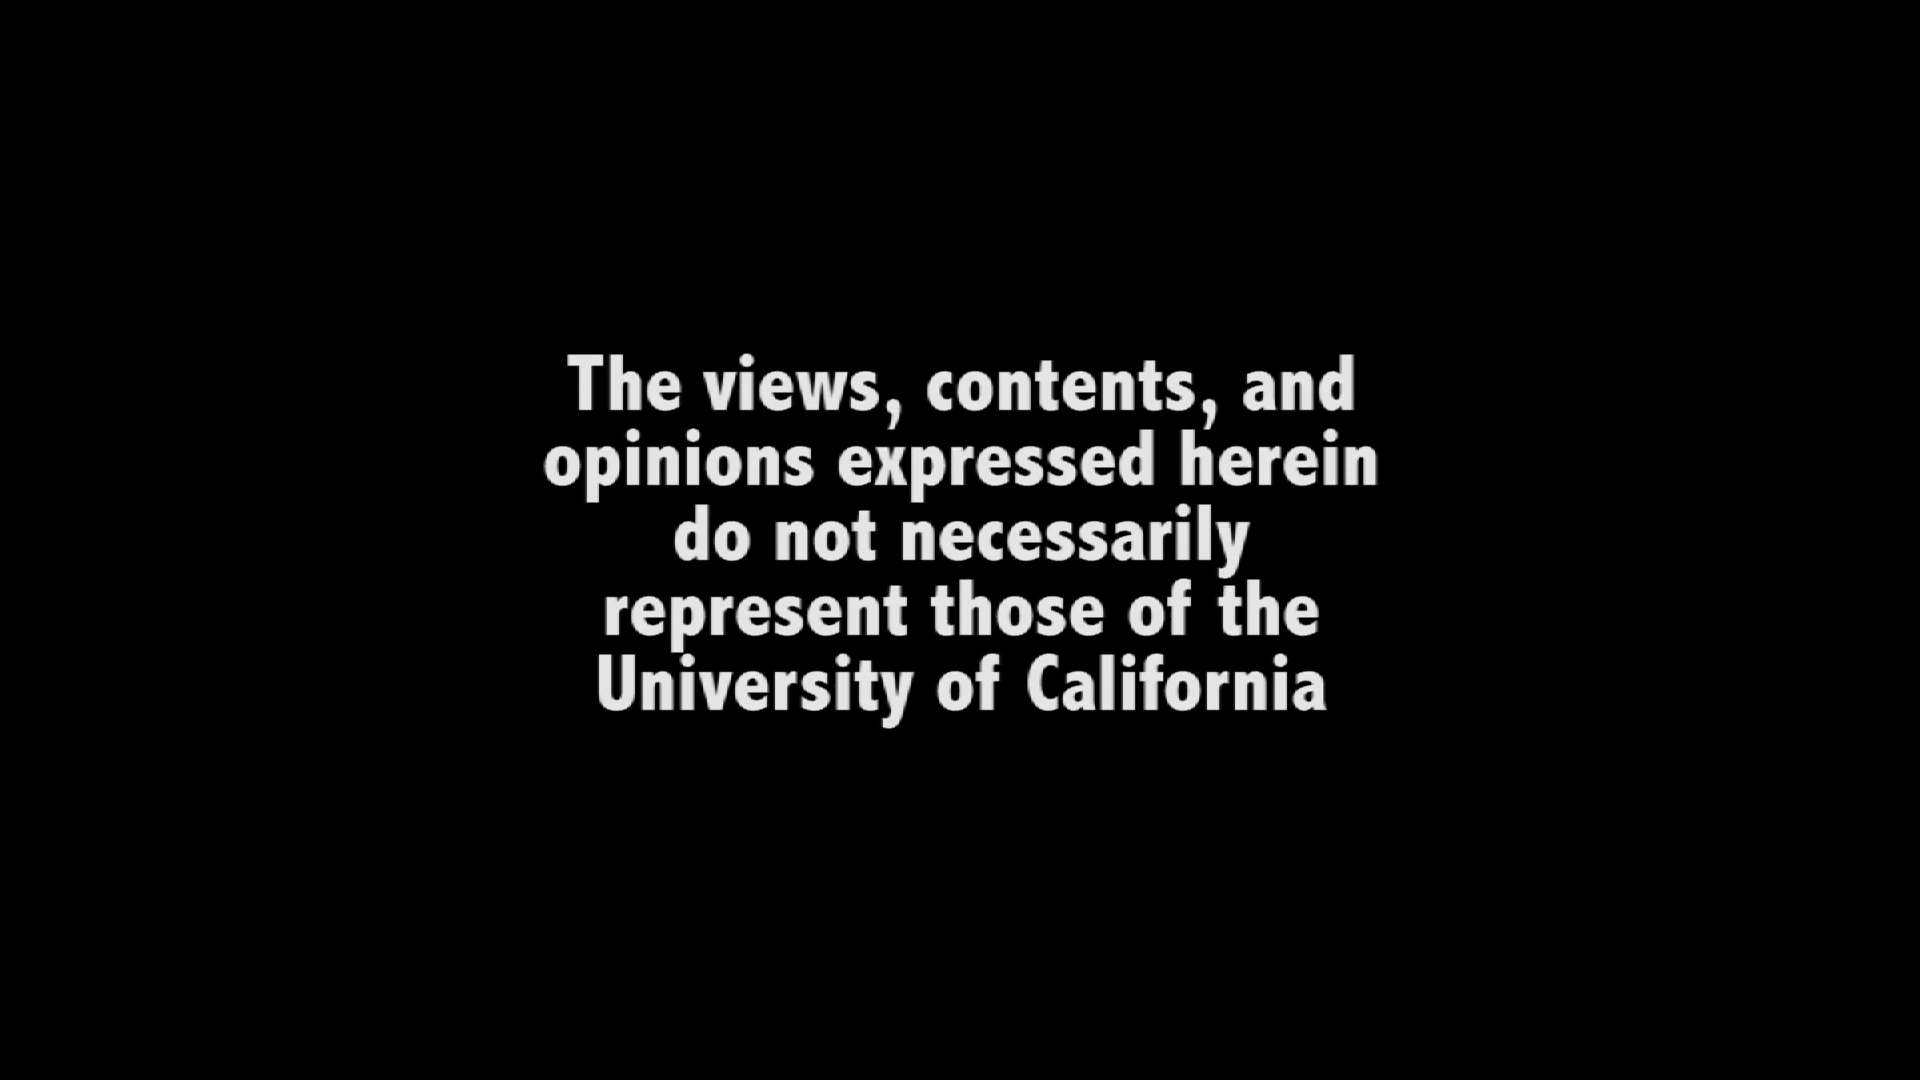 The views, contents, and
opinions expressed herein
do not necessarily
represent those of the
University of California